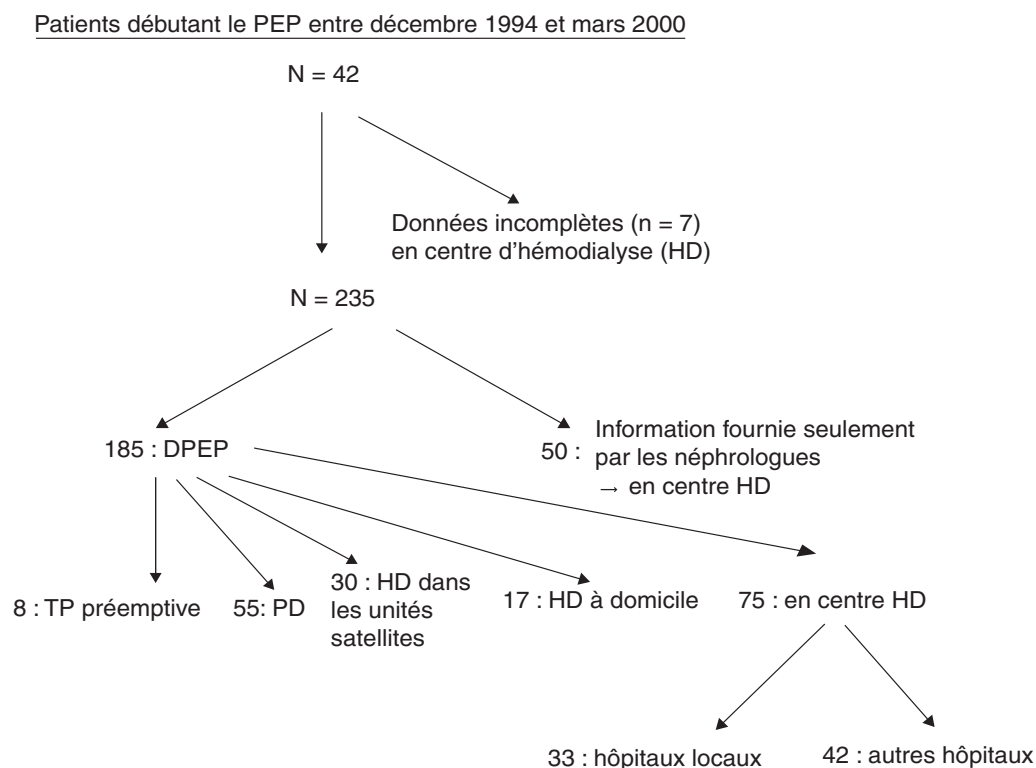 Patients débutant le PEP entre décembre 1994 et mars 2000
N = 42
Données incomplètes (n = 7)
en centre d'hémodialyse (HD)
N = 235
185 : DPEP
50 :
Information fournie seulement
par les néphrologues
→ en centre HD
8 : TP préemptive
55: PD
30 : HD dans
les unités
satellites
17 : HD à domicile
75 : en centre HD
33 : hôpitaux locaux
42 : autres hôpitaux